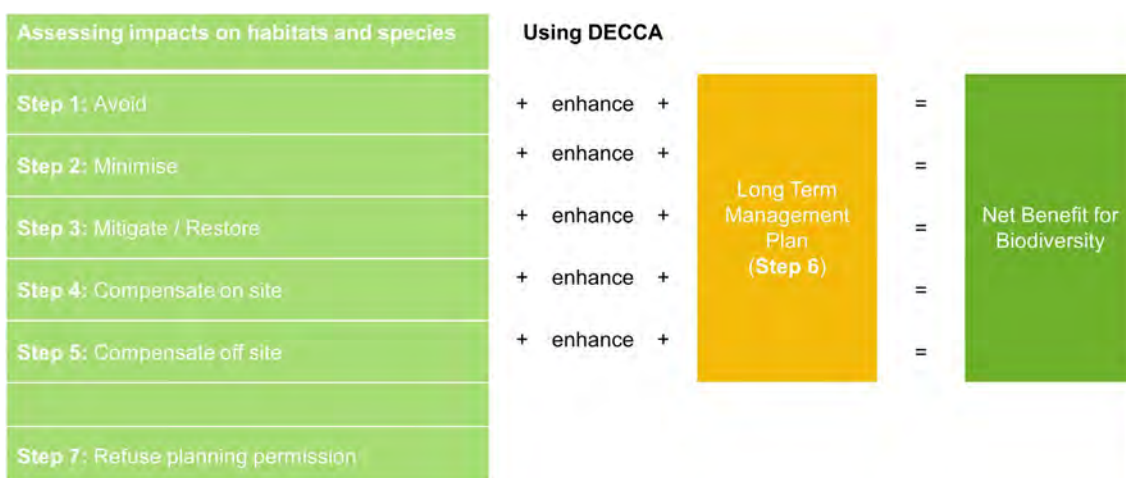 Assessing impacts on habitats and species
Using DECCA
Step 1: Avoid
+ enhance + =
Step 2: Minimise
+ enhance + =
Step 3: Mitigate / Restore
+ enhance + =
Step 4: Compensate on site
+ enhance + =
Step 5: Compensate off site
+ enhance + =
Long Term
Management
Plan
(Step 6)
Net Benefit for
Biodiversity
Step 7: Refuse planning permission